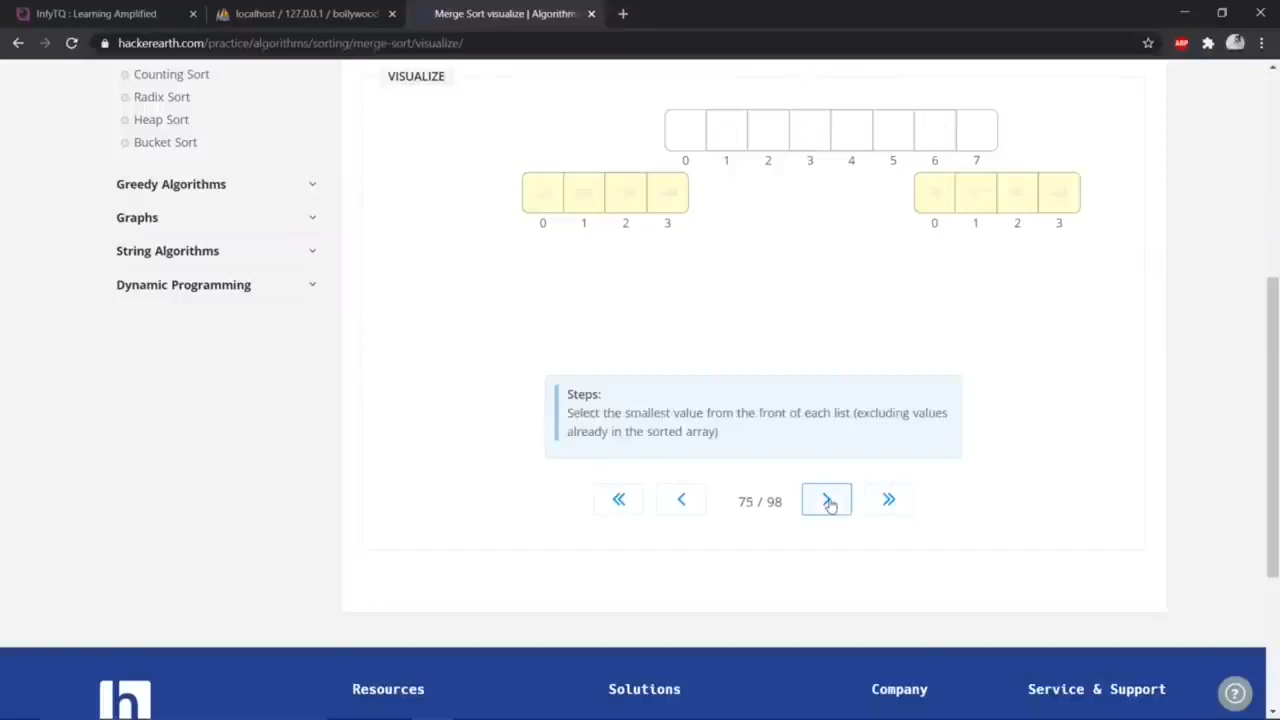 InfyTQ : Learning Amplified
localhost / 127.0.0.1 / bollywood
Merge Sort visualize | Algorithm
hackerearth.com/practice/algorithms/sorting/merge-sort/visualize/
ABP
Counting Sort
Radix Sort
Heap Sort
Bucket Sort
Greedy Algorithms
Graphs
String Algorithms
Dynamic Programming
VISUALIZE
0 1 2 3 4 5 6 7
0 1 2 3
0 1 2 3
Steps:
Select the smallest value from the front of each list (excluding values
already in the sorted array)
75 / 98
h
Resources
Solutions
Company
Service & Support